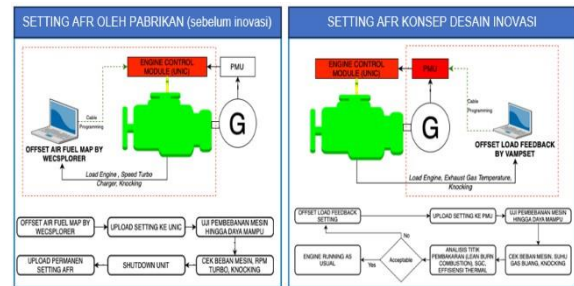 SETTING AFR OLEH PABRIKAN (sebelum inovasi)
ENGINE CONTROL
MODULE (UNIC)
PMU
Cable
Programming
G
OFFSET AIR FUEL MAP BY
WECSPLORER
Load Engine , Speed Turbo
Charger, Knocking
OFFSET AIR FUEL MAP BY
WECSPLORER
UPLOAD SETTING KE UNIC
UJI PEMBEBANAN MESIN
HINGGA DAYA MAMPU
UPLOAD PERMANEN
SETTING AFR
SHUTDOWN UNIT
CEK BEBAN MESIN, RPM
TURBO, KNOCKING
SETTING AFR KONSEP DESAIN INOVASI
ENGINE CONTROL
MODULE (UNIC)
PMU
Cable
Programming
G
OFFSET LOAD FEEDBACK
BY VAMPSET
Load Engine, Exhaust Gas Temperature,
Knocking
OFFSET LOAD FEEDBACK
SETTING
UPLOAD SETTING KE PMU
UJI PEMBEBANAN MESIN
HINGGA DAYA MAMPU
No
ENGINE RUNNING AS
USUAL
Yes
Acceptable
ANALISIS TITIK
PEMBAKARAN (LEAN BURN
COMBUSTION), SGC,
EFFISIENSI THERMAL
CEK BEBAN MESIN, SUHU
GAS BUANG, KNOCKING